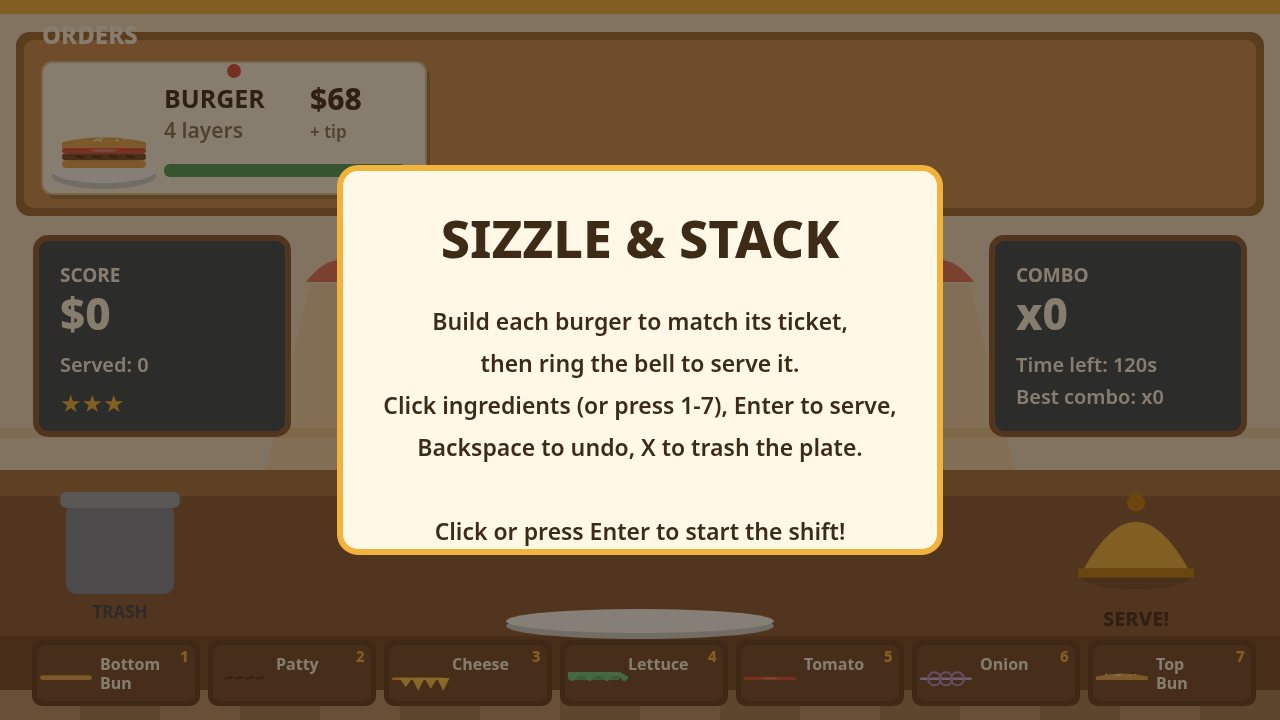 ORDERS
BURGER
$68
4 layers
+ tip
SIZZLE & STACK
Build each burger to match its ticket,
then ring the bell to serve it.
Click ingredients (or press 1-7), Enter to serve,
Backspace to undo, X to trash the plate.
Click or press Enter to start the shift!
SCORE
$0
Served: 0
★★★
COMBO
x0
Time left: 120s
Best combo: x0
TRASH
SERVE!
Bottom
Bun
1
Patty
2
Cheese
3
Lettuce
4
Tomato
5
Onion
6
Top
Bun
7